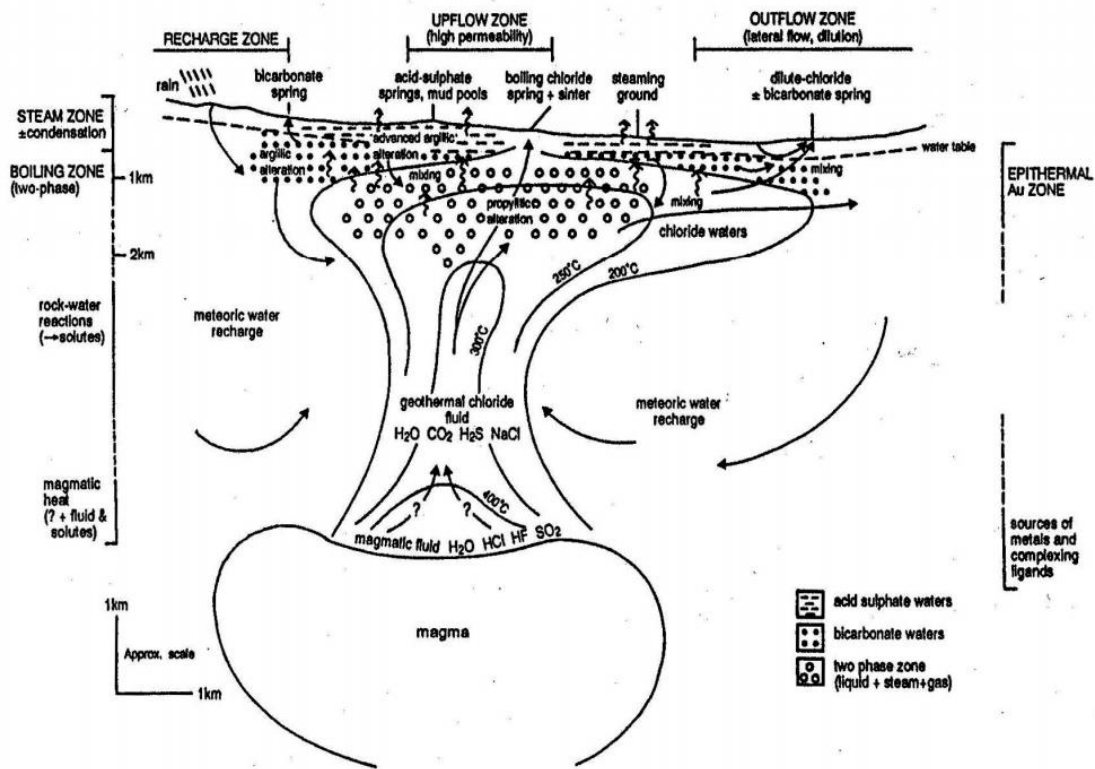 UPFLOW ZONE
(high permeability)
OUTFLOW ZONE
(lateral flow, dilution)
RECHARGE ZONE
rain
bicarbonate
spring
acid-sulphate
springs, mud pools
boiling chloride
spring + sinter
steaming
ground
dilute-chloride
± bicarbonate spring
STEAM ZONE
±condensation
advanced argillic
alteration
water table
argillic
alteration
BOILING ZONE
(two-phase)
1km
mixing
mixing
mixing
EPITHERMAL
Au ZONE
propylitic
alteration
chloride waters
2km
250°C
200°C
300°C
rock-water
reactions
(→solutes)
meteoric water
recharge
meteoric water
recharge
geothermal chloride
fluid
H2O CO2 H2S NaCl
magmatic
heat
(? + fluid &
solutes)
400°C
? ?
magmatic fluid H2O HCl HF SO2
sources of
metals and
complexing
ligands
1km
Approx. scale
1km
magma
acid sulphate waters
bicarbonate waters
two phase zone
(liquid + steam+gas)